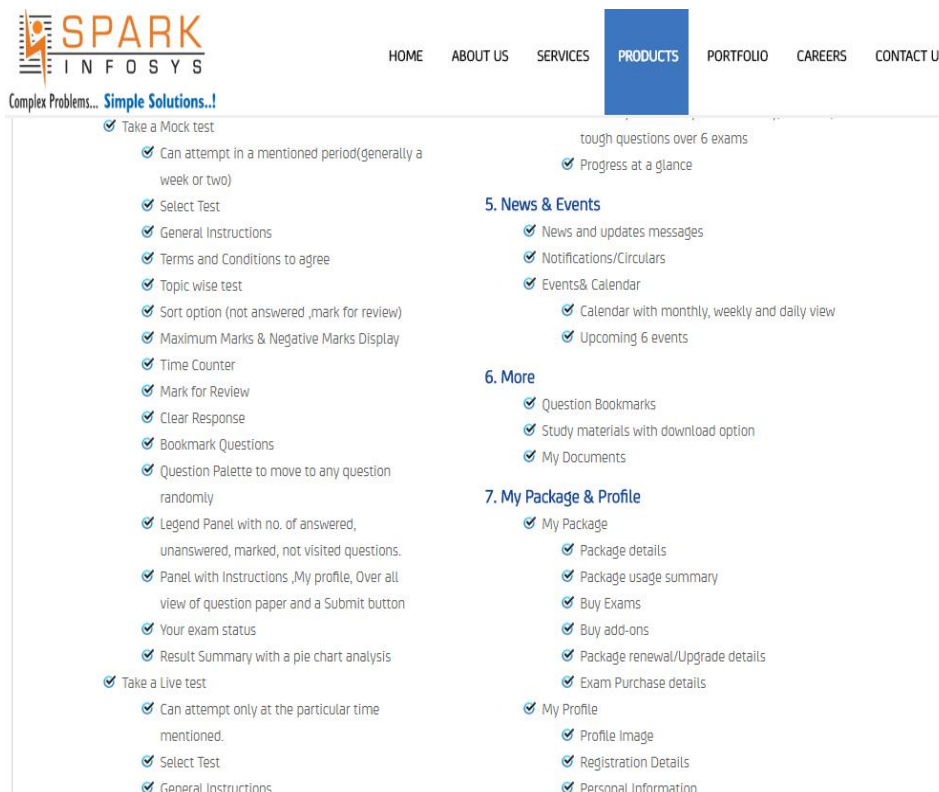 SPARK
INFOSYS
Complex Problems... Simple Solutions..!
HOME ABOUT US SERVICES PRODUCTS PORTFOLIO CAREERS CONTACT U
Take a Mock test
Can attempt in a mentioned period(generally a
week or two)
Select Test
General Instructions
Terms and Conditions to agree
Topic wise test
Sort option (not answered ,mark for review)
Maximum Marks & Negative Marks Display
Time Counter
Mark for Review
Clear Response
Bookmark Questions
Question Palette to move to any question
randomly
Legend Panel with no. of answered,
unanswered, marked, not visited questions.
Panel with Instructions ,My profile, Over all
view of question paper and a Submit button
Your exam status
Result Summary with a pie chart analysis
Take a Live test
Can attempt only at the particular time
mentioned.
Select Test
General Instructions
tough questions over 6 exams
Progress at a glance
5. News & Events
News and updates messages
Notifications/Circulars
Events& Calendar
Calendar with monthly, weekly and daily view
Upcoming 6 events
6. More
Question Bookmarks
Study materials with download option
My Documents
7. My Package & Profile
My Package
Package details
Package usage summary
Buy Exams
Buy add-ons
Package renewal/Upgrade details
Exam Purchase details
My Profile
Profile Image
Registration Details
Personal Information